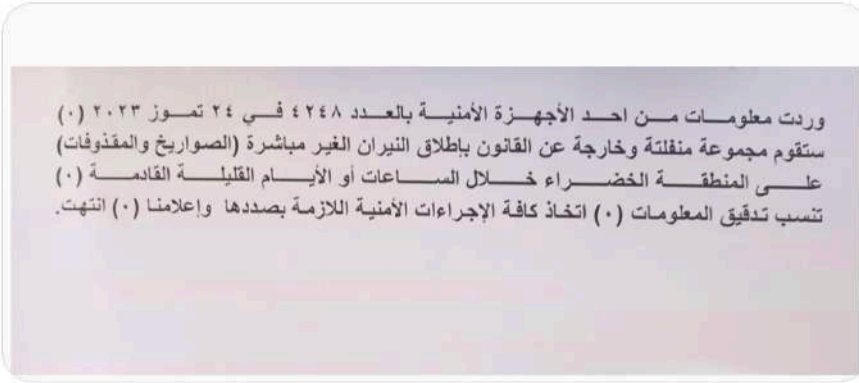 وردت معلومات من احد الأجهزة الأمنية بالعدد ٤٢٤٨ في ٢٤ تموز ٢٠٢٣ (٠)
ستقوم مجموعة منفلتة وخارجة عن القانون بإطلاق النيران الغير مباشرة (الصواريخ والمقذوفات)
على المنطقة الخضراء خلال الساعات أو الأيام القليلة القادمة (٠)
تنسب تدقيق المعلومات (٠) اتخاذ كافة الإجراءات الأمنية اللازمة بصددها وإعلامنا (٠) انتهت.